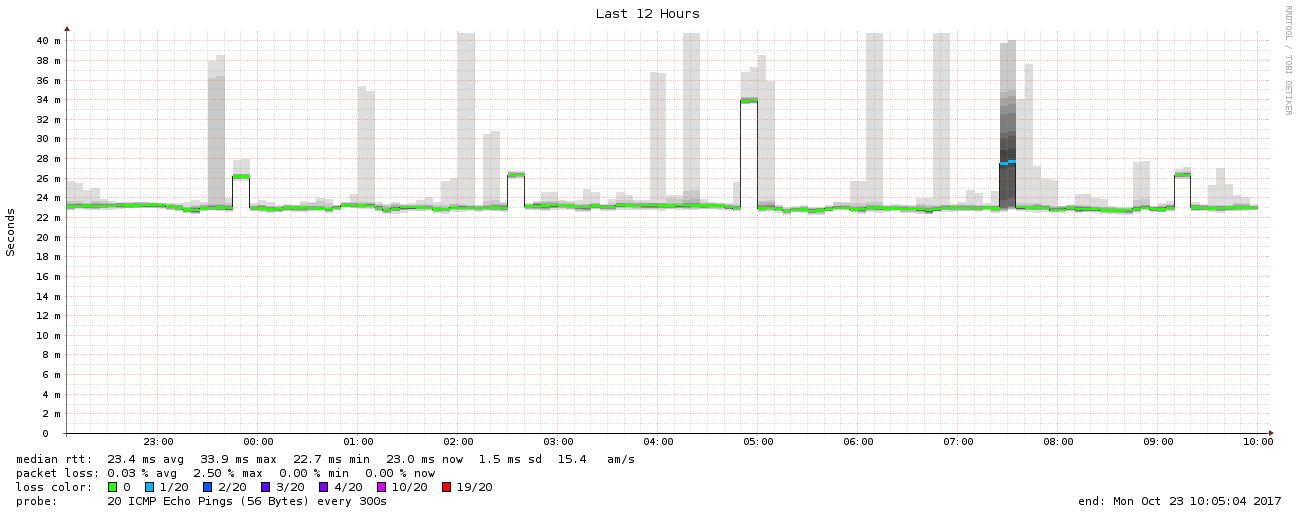 Last 12 Hours
RRDTOOL / TOBI OETIKER
Seconds
40 m
38 m
36 m
34 m
32 m
30 m
28 m
26 m
24 m
22 m
20 m
18 m
16 m
14 m
12 m
10 m
8 m
6 m
4 m
2 m
0
23:00 00:00 01:00 02:00 03:00 04:00 05:00 06:00 07:00 08:00 09:00 10:00
median rtt: 23.4 ms avg 33.9 ms max 22.7 ms min 23.0 ms now 1.5 ms sd 15.4 am/s
packet loss: 0.03 % avg 2.50 % max 0.00 % min 0.00 % now
loss color: 0 1/20 2/20 3/20 4/20 10/20 19/20
probe: 20 ICMP Echo Pings (56 Bytes) every 300s end: Mon Oct 23 10:05:04 2017